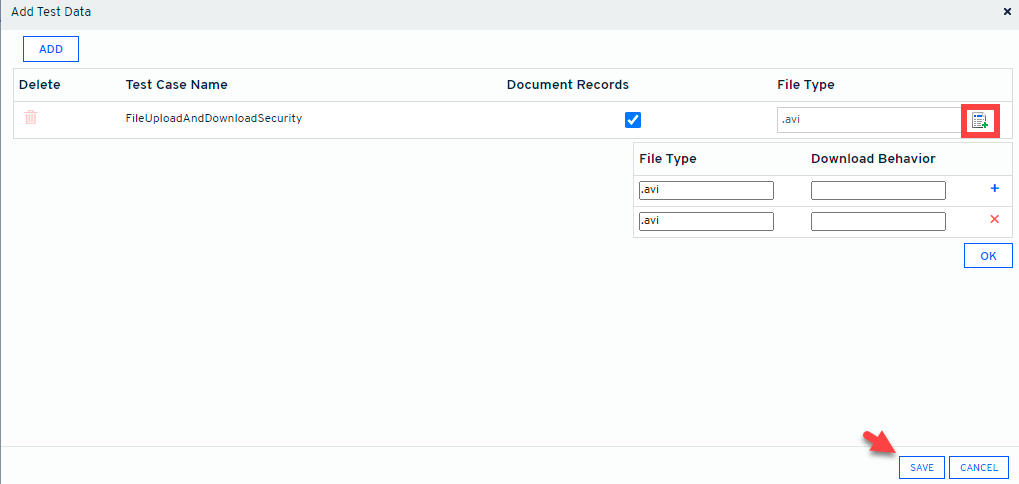 Add Test Data
ADD
Delete Test Case Name Document Records File Type
FileUploadAndDownloadSecurity .avi
File Type Download Behavior
.avi
.avi
OK
SAVE CANCEL